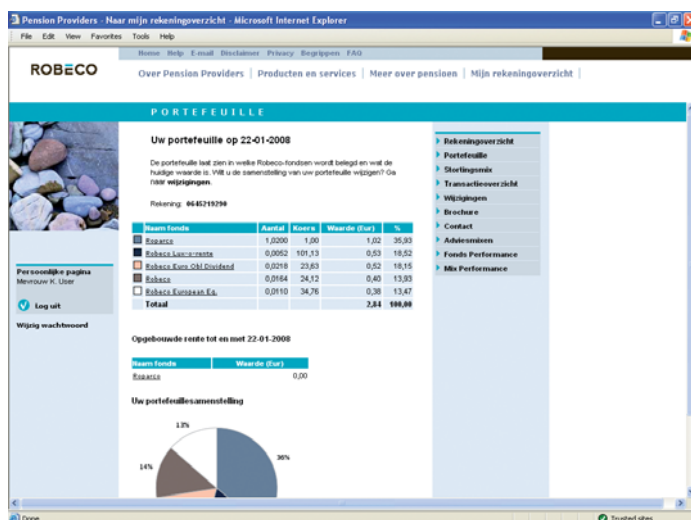 Pension Providers - Naar mijn rekeningoverzicht - Microsoft Internet Explorer
File Edit View Favorites Tools Help
Home Help E-mail Disclaimer Privacy Begrippen FAQ
ROBECO
Over Pension Providers | Producten en services | Meer over pensioen | Mijn rekeningoverzicht |
PORTEFEUILLE
Uw portefeuille op 22-01-2008
De portefeuille laat zien in welke Robeco-fondsen wordt belegd en wat de
huidige waarde is. Wilt u de samenstelling van uw portefeuille wijzigen? Ga
naar wijzigingen.
Rekening: 0645219290
Naam fonds Aantal Koers Waarde (Eur) %
Roparco 1,0200 1,00 1,02 35,93
Robeco Lux-o-rente 0,0052 101,13 0,53 18,52
Robeco Euro Obl Dividend 0,0218 23,63 0,52 18,15
Robeco 0,0164 24,12 0,40 13,93
Robeco European Eq. 0,0110 34,76 0,38 13,47
Totaal 2,84 100,00
Opgebouwde rente tot en met 22-01-2008
Naam fonds Waarde (Eur)
Roparco 0,00
Uw portefeuillesamenstelling
13%
36%
14%
Persoonlijke pagina
Mevrouw K. User
Log uit
Wijzig wachtwoord
Rekeningoverzicht
Portefeuille
Stortingsmix
Transactieoverzicht
Wijzigingen
Brochure
Contact
Adviesmixen
Fonds Performance
Mix Performance
Done
Trusted sites